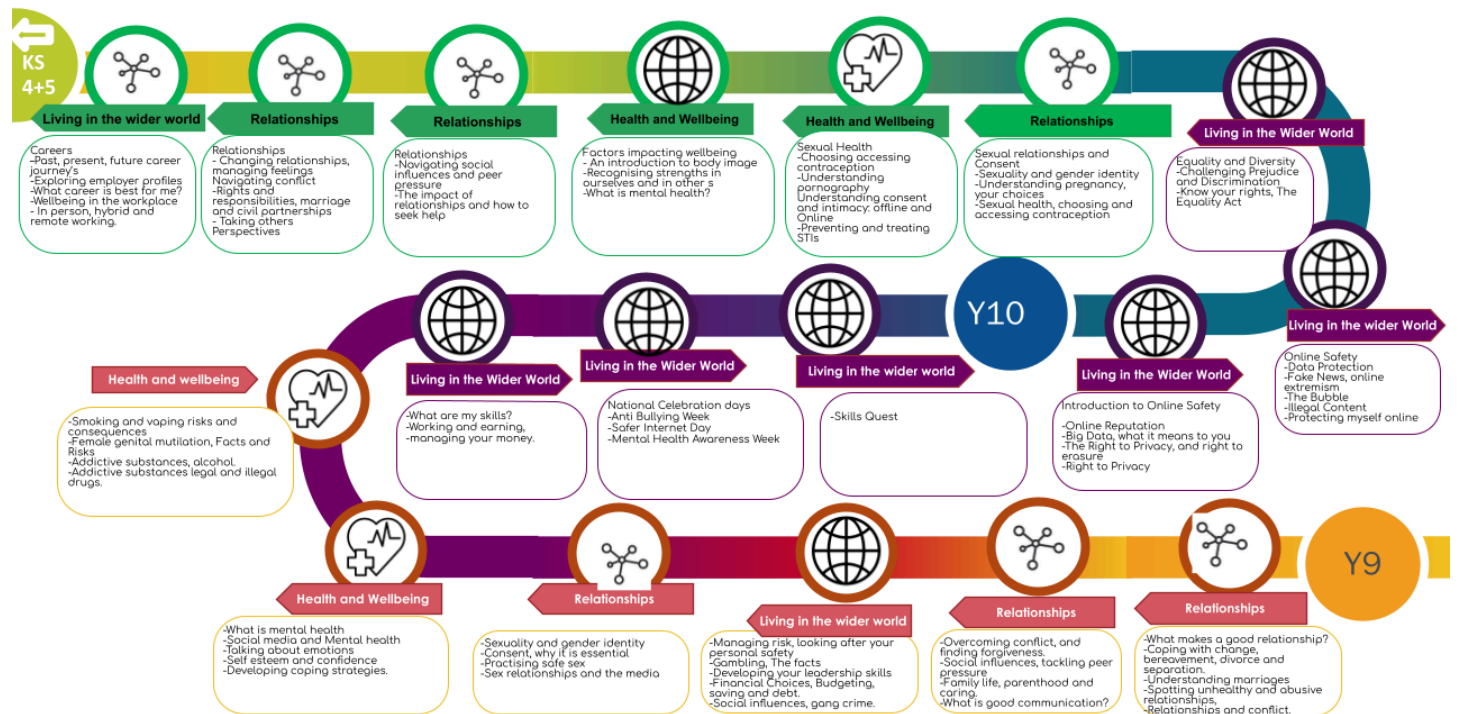 KS
4+5
Living in the wider world
Careers
-Past, present, future career
journey's
-Exploring employer profiles
-What career is best for me?
-Wellbeing in the workplace
- In person, hybrid and
remote working.
Relationships
Relationships
- Changing relationships,
managing feelings
Navigating conflict
-Rights and
responsibilities, marriage
and civil partnerships
- Taking others
Perspectives
Relationships
Relationships
-Navigating social
influences and peer
pressure
-The impact of
relationships and how to
seek help
Health and Wellbeing
Factors impacting wellbeing
- An introduction to body image
-Recognising strengths in
ourselves and in other s
What is mental health?
Health and Wellbeing
Sexual Health
-Choosing accessing
contraception
-Understanding
pornography
Understanding consent
and intimacy: offline and
Online
-Preventing and treating
STIs
Relationships
Sexual relationships and
Consent
-Sexuality and gender identity
-Understanding pregnancy,
your choices
-Sexual health, choosing and
accessing contraception
Living in the Wider World
Equality and Diversity
-Challenging Prejudice
and Discrimination
-Know your rights, The
Equality Act
Health and wellbeing
-Smoking and vaping risks and
consequences
-Female genital mutilation, Facts and
Risks
-Addictive substances, alcohol.
-Addictive substances legal and illegal
drugs.
Living in the Wider World
-What are my skills?
-Working and earning,
-managing your money.
Living in the Wider World
National Celebration days
-Anti Bullying Week
-Safer Internet Day
-Mental Health Awareness Week
Living in the wider world
-Skills Quest
Y10
Living in the Wider World
Introduction to Online Safety
-Online Reputation
-Big Data, what it means to you
-The Right to Privacy, and right to
erasure
-Right to Privacy
Living in the wider World
Online Safety
-Data Protection
-Fake News, online
extremism
-The Bubble
-Illegal Content
-Protecting myself online
Health and Wellbeing
-What is mental health
-Social media and Mental health
-Talking about emotions
-Self esteem and confidence
-Developing coping strategies.
Relationships
-Sexuality and gender identity
-Consent, why it is essential
-Practising safe sex
-Sex relationships and the media
Living in the wider world
-Managing risk, looking after your
personal safety
-Gambling, The facts
-Developing your leadership skills
-Financial Choices, Budgeting,
saving and debt.
-Social influences, gang crime.
Relationships
-Overcoming conflict, and
finding forgiveness.
-Social influences, tackling peer
pressure
-Family life, parenthood and
caring.
-What is good communication?
Relationships
-What makes a good relationship?
-Coping with change,
bereavement, divorce and
separation.
-Understanding marriages
-Spotting unhealthy and abusive
relationships,
-Relationships and conflict.
Y9